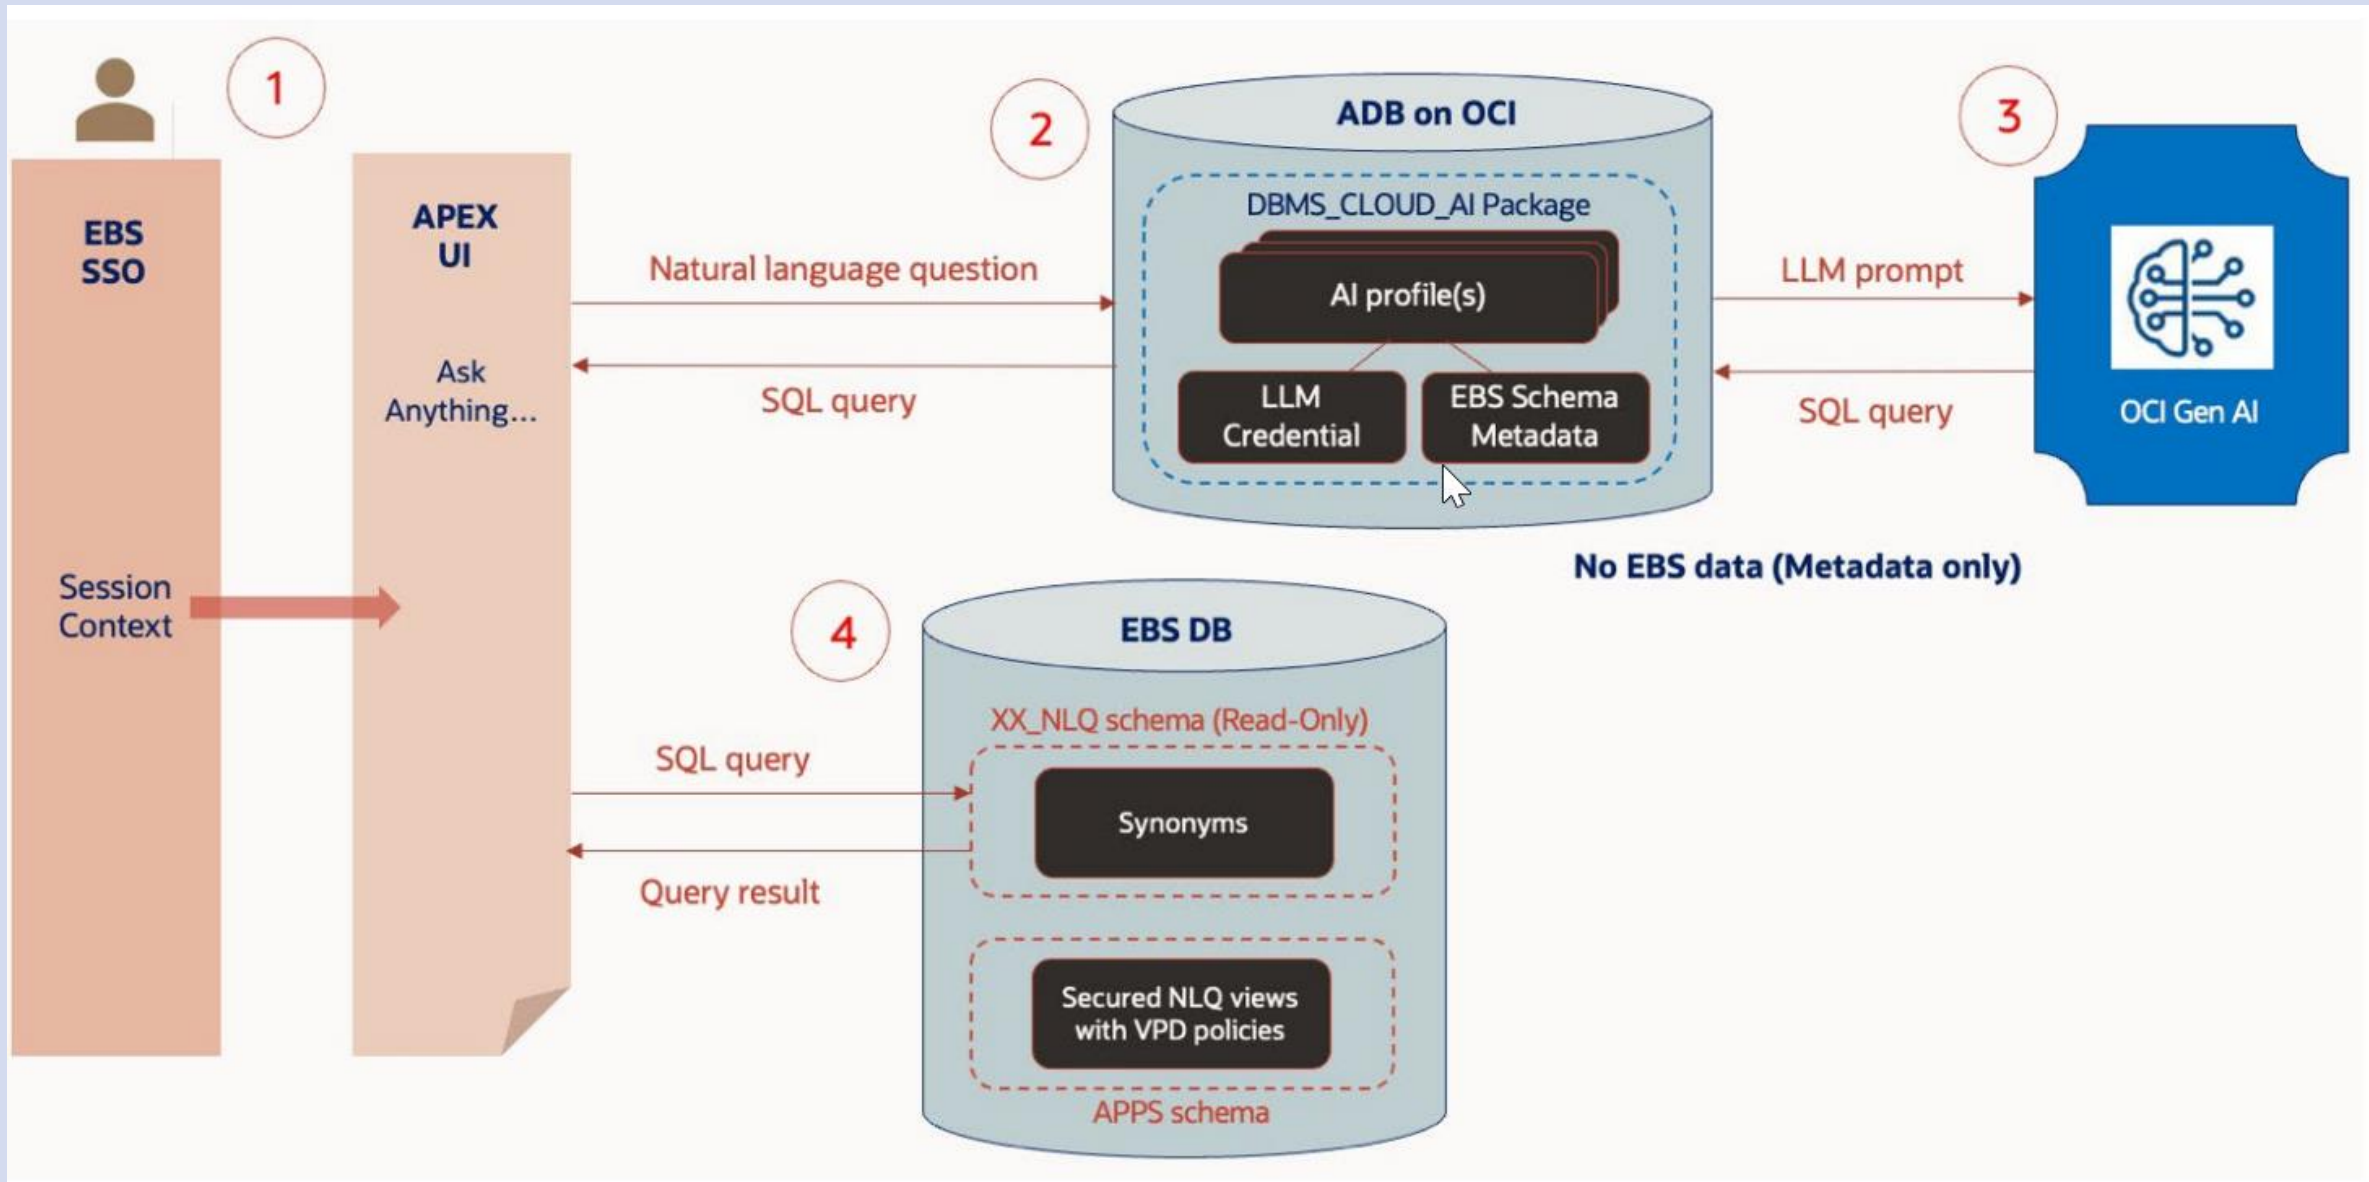 1
EBS
SSO
Session
Context
APEX
UI
Ask
Anything...
Natural language question
SQL query
2
ADB on OCI
DBMS_CLOUD_AI Package
AI profile(s)
LLM
Credential
EBS Schema
Metadata
LLM prompt
SQL query
3
OCI Gen AI
No EBS data (Metadata only)
4
EBS DB
XX_NLQ schema (Read-Only)
Synonyms
SQL query
Query result
Secured NLQ views
with VPD policies
APPS schema